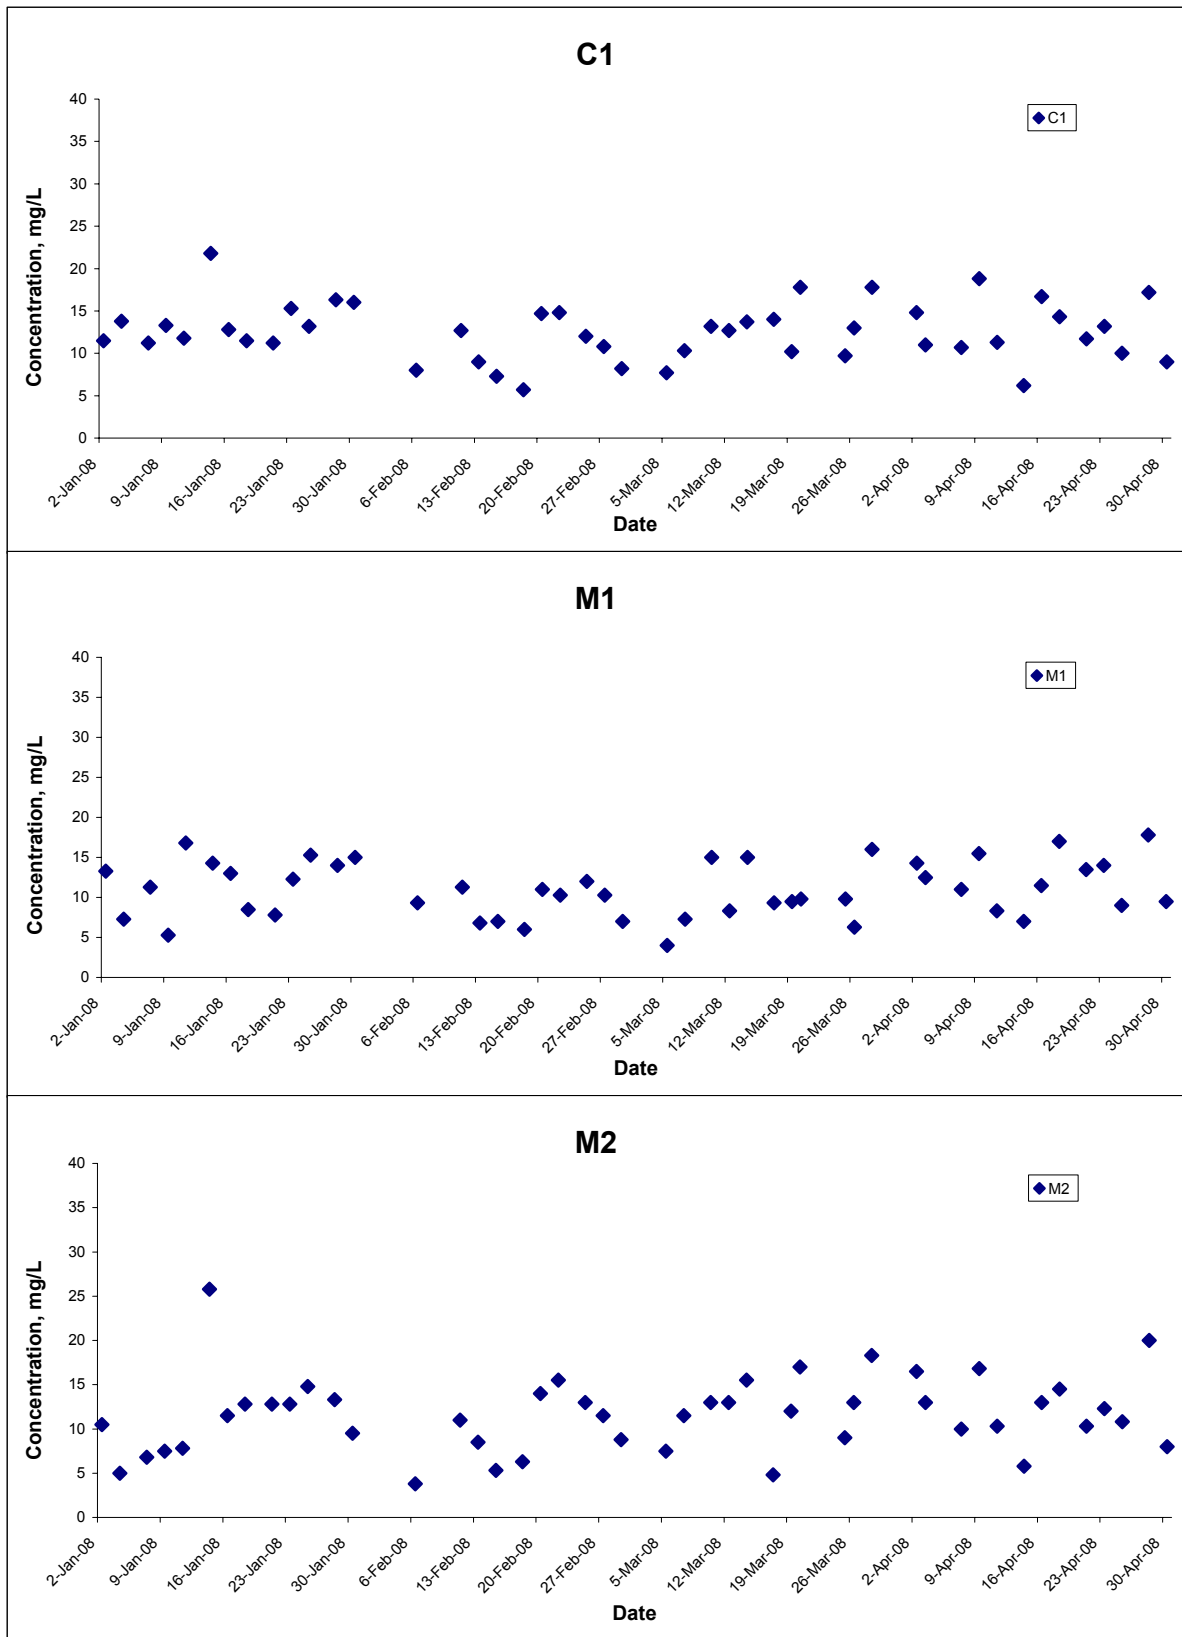 C1
40
35
30
25
20
15
10
5
0
Concentration, mg/L
C1
2-Jan-08
9-Jan-08
16-Jan-08
23-Jan-08
30-Jan-08
6-Feb-08
13-Feb-08
20-Feb-08
27-Feb-08
5-Mar-08
12-Mar-08
19-Mar-08
26-Mar-08
2-Apr-08
9-Apr-08
16-Apr-08
23-Apr-08
30-Apr-08
Date
M1
40
35
30
25
20
15
10
5
0
Concentration, mg/L
M1
2-Jan-08
9-Jan-08
16-Jan-08
23-Jan-08
30-Jan-08
6-Feb-08
13-Feb-08
20-Feb-08
27-Feb-08
5-Mar-08
12-Mar-08
19-Mar-08
26-Mar-08
2-Apr-08
9-Apr-08
16-Apr-08
23-Apr-08
30-Apr-08
Date
M2
40
35
30
25
20
15
10
5
0
Concentration, mg/L
M2
2-Jan-08
9-Jan-08
16-Jan-08
23-Jan-08
30-Jan-08
6-Feb-08
13-Feb-08
20-Feb-08
27-Feb-08
5-Mar-08
12-Mar-08
19-Mar-08
26-Mar-08
2-Apr-08
9-Apr-08
16-Apr-08
23-Apr-08
30-Apr-08
Date